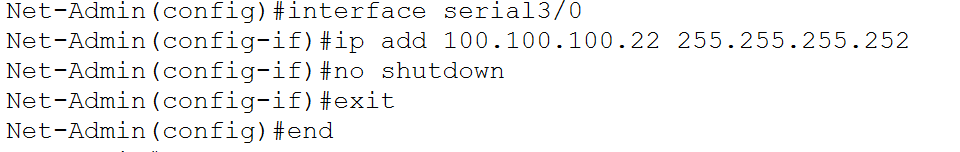 Net-Admin(config)#interface serial3/0
Net-Admin(config-if)#ip add 100.100.100.22 255.255.255.252
Net-Admin(config-if)#no shutdown
Net-Admin(config-if)#exit
Net-Admin(config)#end